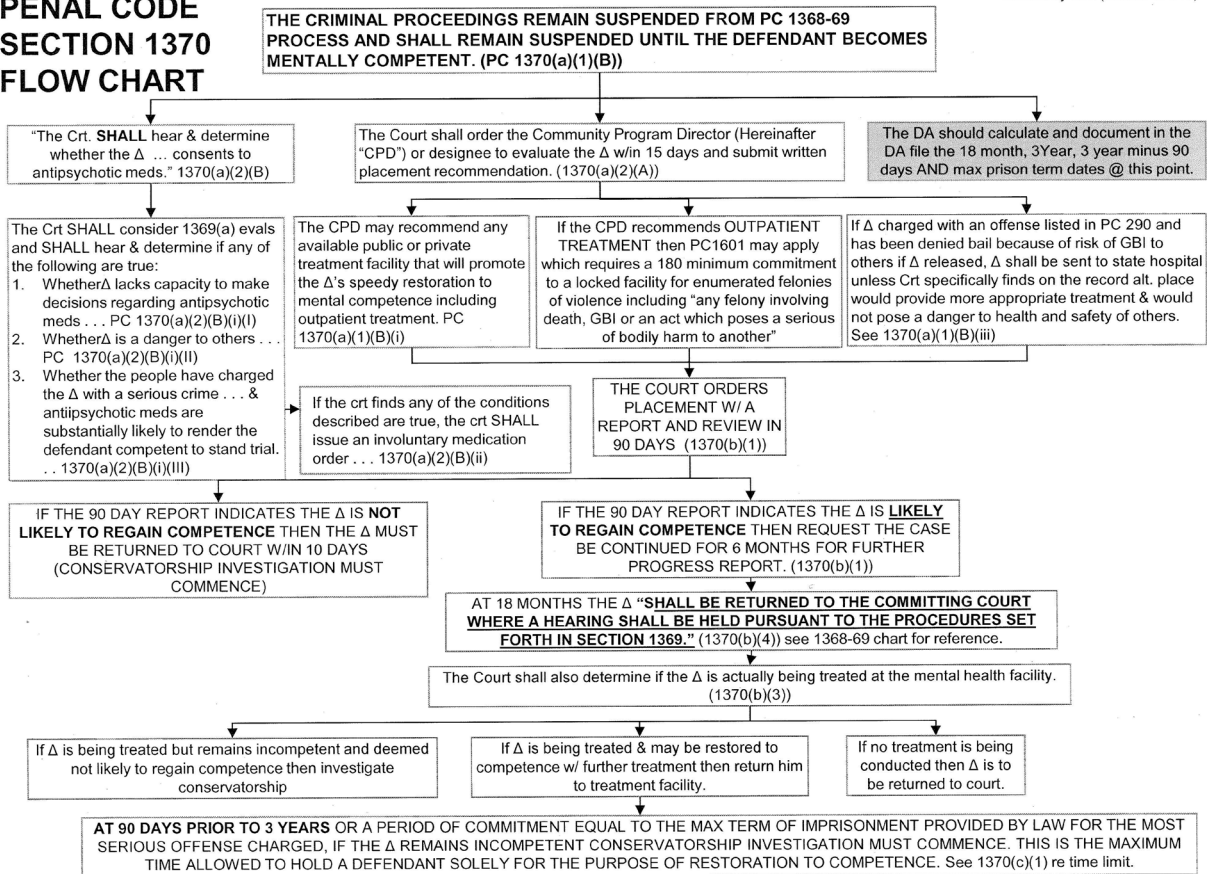 PENAL CODE
SECTION 1370
FLOW CHART
THE CRIMINAL PROCEEDINGS REMAIN SUSPENDED FROM PC 1368-69
PROCESS AND SHALL REMAIN SUSPENDED UNTIL THE DEFENDANT BECOMES
MENTALLY COMPETENT. (PC 1370(a)(1)(B))
“The Crt. SHALL hear & determine
whether the Δ ... consents to
antipsychotic meds.” 1370(a)(2)(B)
The Court shall order the Community Program Director (Hereinafter
“CPD”) or designee to evaluate the Δ w/in 15 days and submit written
placement recommendation. (1370(a)(2)(A))
The DA should calculate and document in the
DA file the 18 month, 3Year, 3 year minus 90
days AND max prison term dates @ this point.
The Crt SHALL consider 1369(a) evals
and SHALL hear & determine if any of
the following are true:
1. WhetherΔ lacks capacity to make
decisions regarding antipsychotic
meds . . . PC 1370(a)(2)(B)(i)(I)
2. WhetherΔ is a danger to others . . .
PC 1370(a)(2)(B)(i)(II)
3. Whether the people have charged
the Δ with a serious crime . . . &
antiipsychotic meds are
substantially likely to render the
defendant competent to stand trial.
. . 1370(a)(2)(B)(i)(III)
The CPD may recommend any
available public or private
treatment facility that will promote
the Δ’s speedy restoration to
mental competence including
outpatient treatment. PC
1370(a)(1)(B)(i)
If the CPD recommends OUTPATIENT
TREATMENT then PC1601 may apply
which requires a 180 minimum commitment
to a locked facility for enumerated felonies
of violence including “any felony involving
death, GBI or an act which poses a serious
of bodily harm to another”
If Δ charged with an offense listed in PC 290 and
has been denied bail because of risk of GBI to
others if Δ released, Δ shall be sent to state hospital
unless Crt specifically finds on the record alt. place
would provide more appropriate treatment & would
not pose a danger to health and safety of others.
See 1370(a)(1)(B)(iii)
If the crt finds any of the conditions
described are true, the crt SHALL
issue an involuntary medication
order . . . 1370(a)(2)(B)(ii)
THE COURT ORDERS
PLACEMENT W/ A
REPORT AND REVIEW IN
90 DAYS (1370(b)(1))
IF THE 90 DAY REPORT INDICATES THE Δ IS NOT
LIKELY TO REGAIN COMPETENCE THEN THE Δ MUST
BE RETURNED TO COURT W/IN 10 DAYS
(CONSERVATORSHIP INVESTIGATION MUST
COMMENCE)
IF THE 90 DAY REPORT INDICATES THE Δ IS LIKELY
TO REGAIN COMPETENCE THEN REQUEST THE CASE
BE CONTINUED FOR 6 MONTHS FOR FURTHER
PROGRESS REPORT. (1370(b)(1))
AT 18 MONTHS THE Δ “SHALL BE RETURNED TO THE COMMITTING COURT
WHERE A HEARING SHALL BE HELD PURSUANT TO THE PROCEDURES SET
FORTH IN SECTION 1369.” (1370(b)(4)) see 1368-69 chart for reference.
The Court shall also determine if the Δ is actually being treated at the mental health facility.
(1370(b)(3))
If Δ is being treated but remains incompetent and deemed
not likely to regain competence then investigate
conservatorship
If Δ is being treated & may be restored to
competence w/ further treatment then return him
to treatment facility.
If no treatment is being
conducted then Δ is to
be returned to court.
AT 90 DAYS PRIOR TO 3 YEARS OR A PERIOD OF COMMITMENT EQUAL TO THE MAX TERM OF IMPRISONMENT PROVIDED BY LAW FOR THE MOST
SERIOUS OFFENSE CHARGED, IF THE Δ REMAINS INCOMPETENT CONSERVATORSHIP INVESTIGATION MUST COMMENCE. THIS IS THE MAXIMUM
TIME ALLOWED TO HOLD A DEFENDANT SOLELY FOR THE PURPOSE OF RESTORATION TO COMPETENCE. See 1370(c)(1) re time limit.